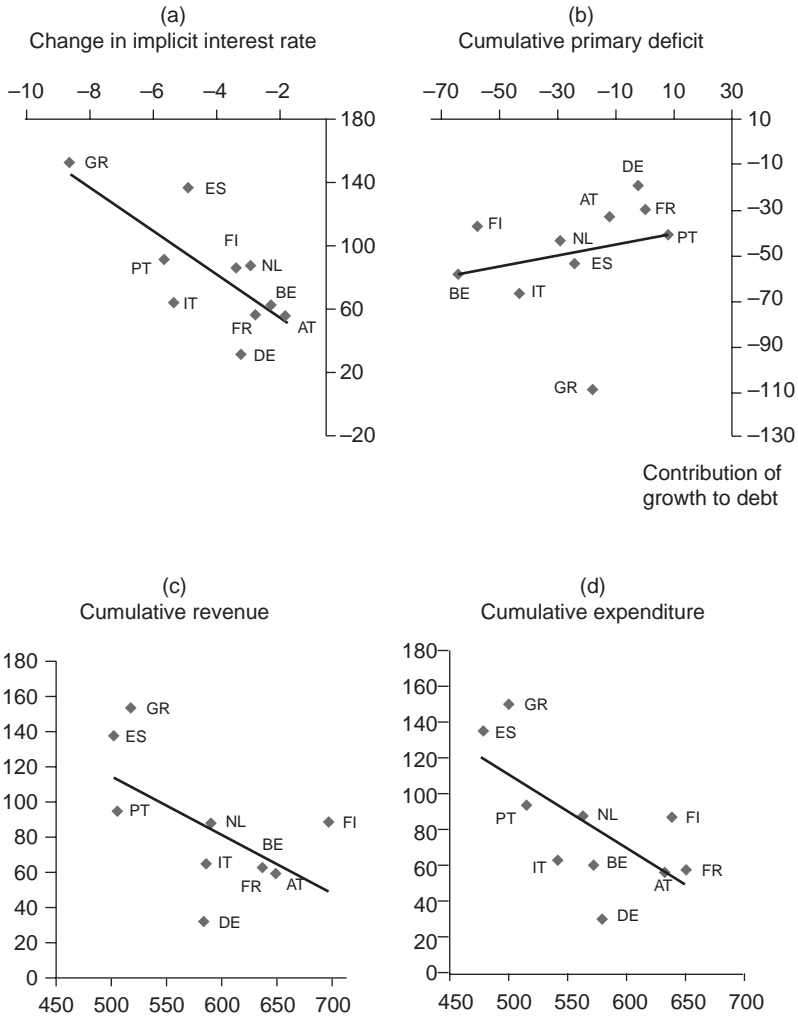 (a)
Change in implicit interest rate
–10 –8 –6 –4 –2
180
140
100
60
20
–20
GR
ES
FI
PT
NL
IT
BE
FR
AT
DE
(b)
Cumulative primary deficit
–70 –50 –30 –10 10 30
10
–10
–30
–50
–70
–90
–110
–130
DE
AT
FR
FI
NL
PT
ES
BE
IT
GR
Contribution of
growth to debt
(c)
Cumulative revenue
180
160
140
120
100
80
60
40
20
0
450 500 550 600 650 700
GR
ES
PT
NL
FI
BE
IT
FR
AT
DE
(d)
Cumulative expenditure
180
160
140
120
100
80
60
40
20
0
450 500 550 600 650 700
GR
ES
PT
NL
FI
IT
BE
FR
AT
DE